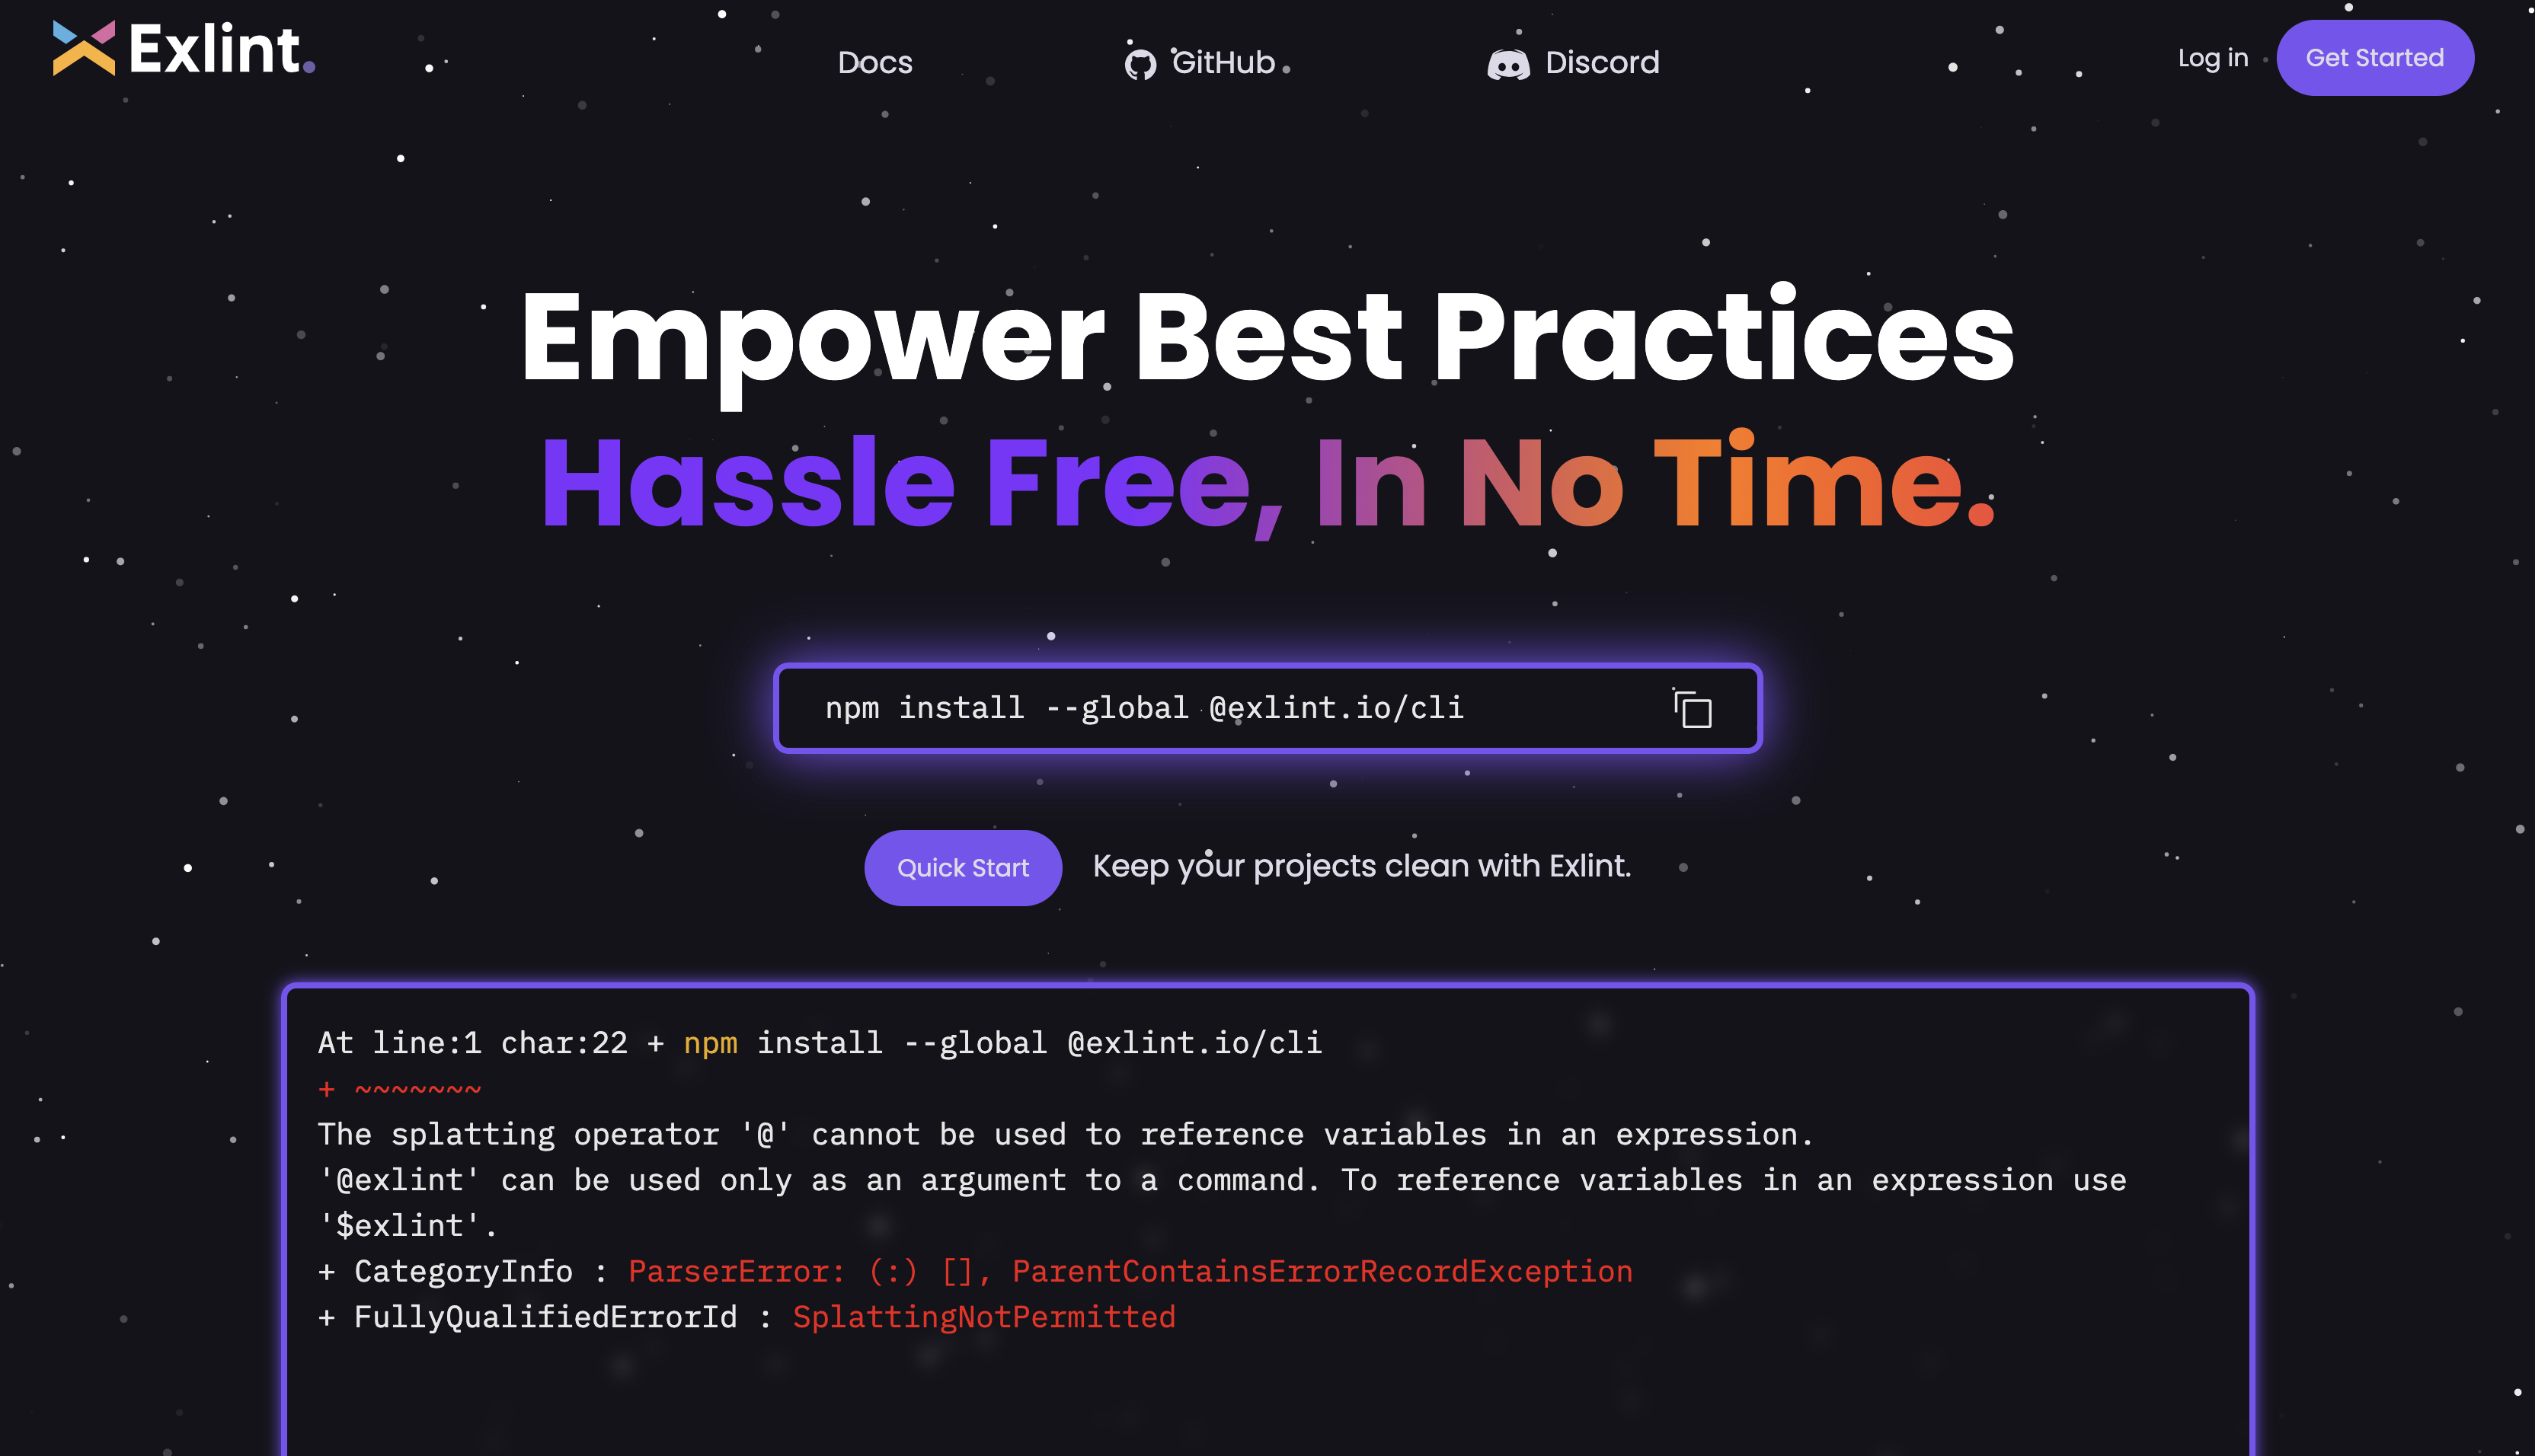 Exlint.
Docs
GitHub
Discord
Log in
Get Started
Empower Best Practices
Hassle Free, In No Time.
npm install --global @exlint.io/cli
Quick Start
Keep your projects clean with Exlint.
At line:1 char:22 + npm install --global @exlint.io/cli
+ ~~~~~~~
The splatting operator '@' cannot be used to reference variables in an expression.
'@exlint' can be used only as an argument to a command. To reference variables in an expression use
'$exlint'.
+ CategoryInfo : ParserError: (:) [], ParentContainsErrorRecordException
+ FullyQualifiedErrorId : SplattingNotPermitted